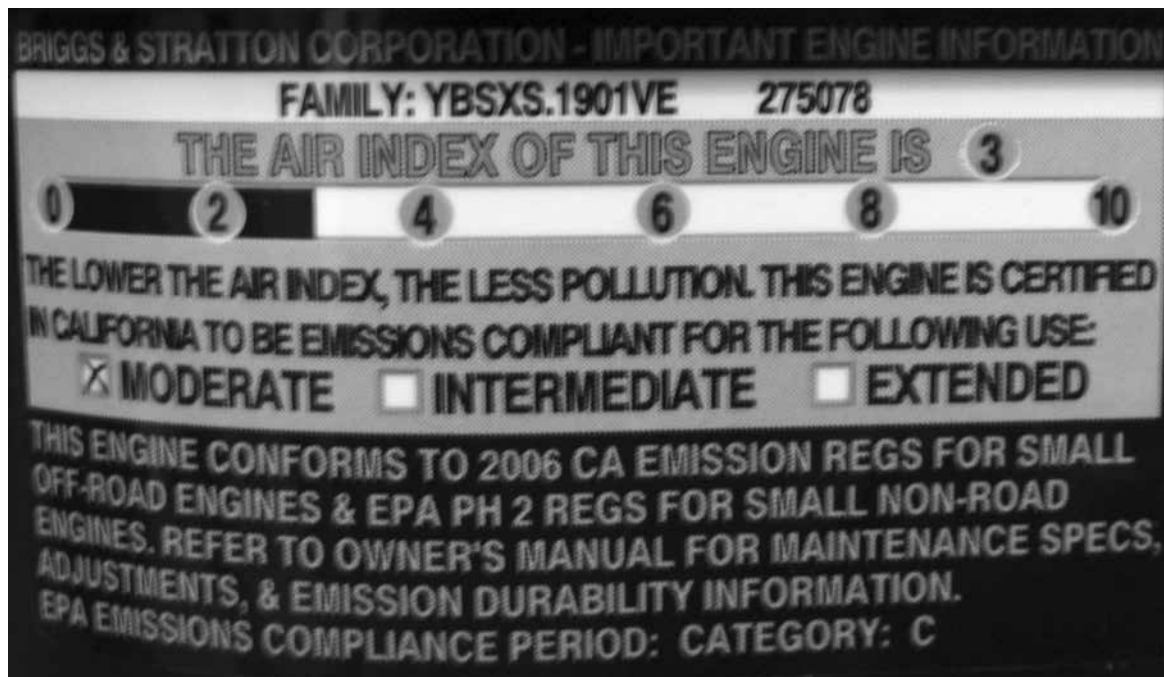 BRIGGS & STRATTON CORPORATION - IMPORTANT ENGINE INFORMATION
FAMILY: YBSXS.1901VE 275078
THE AIR INDEX OF THIS ENGINE IS 3
0 2 4 6 8 10
THE LOWER THE AIR INDEX, THE LESS POLLUTION. THIS ENGINE IS CERTIFIED
IN CALIFORNIA TO BE EMISSIONS COMPLIANT FOR THE FOLLOWING USE:
X MODERATE INTERMEDIATE EXTENDED
THIS ENGINE CONFORMS TO 2006 CA EMISSION REGS FOR SMALL
OFF-ROAD ENGINES & EPA PH 2 REGS FOR SMALL NON-ROAD
ENGINES. REFER TO OWNER'S MANUAL FOR MAINTENANCE SPECS,
ADJUSTMENTS, & EMISSION DURABILITY INFORMATION.
EPA EMISSIONS COMPLIANCE PERIOD: CATEGORY: C